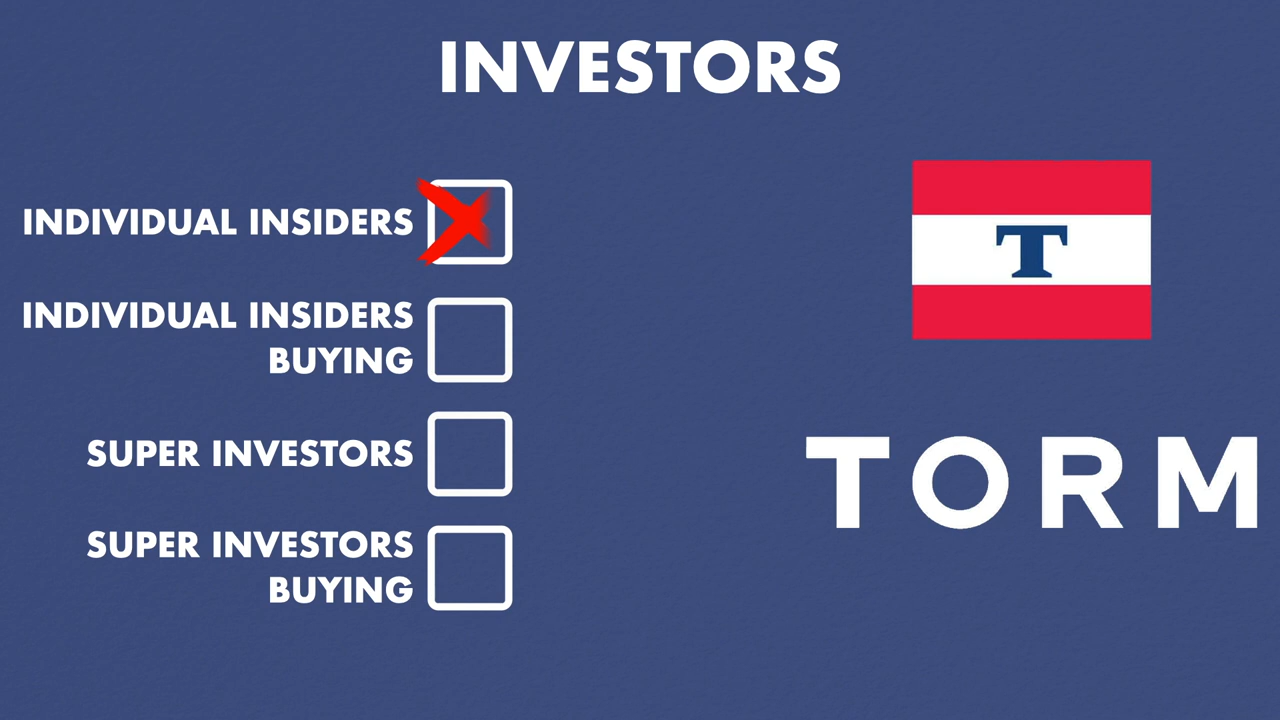 INVESTORS
INDIVIDUAL INSIDERS
INDIVIDUAL INSIDERS
BUYING
SUPER INVESTORS
SUPER INVESTORS
BUYING
T
TORM